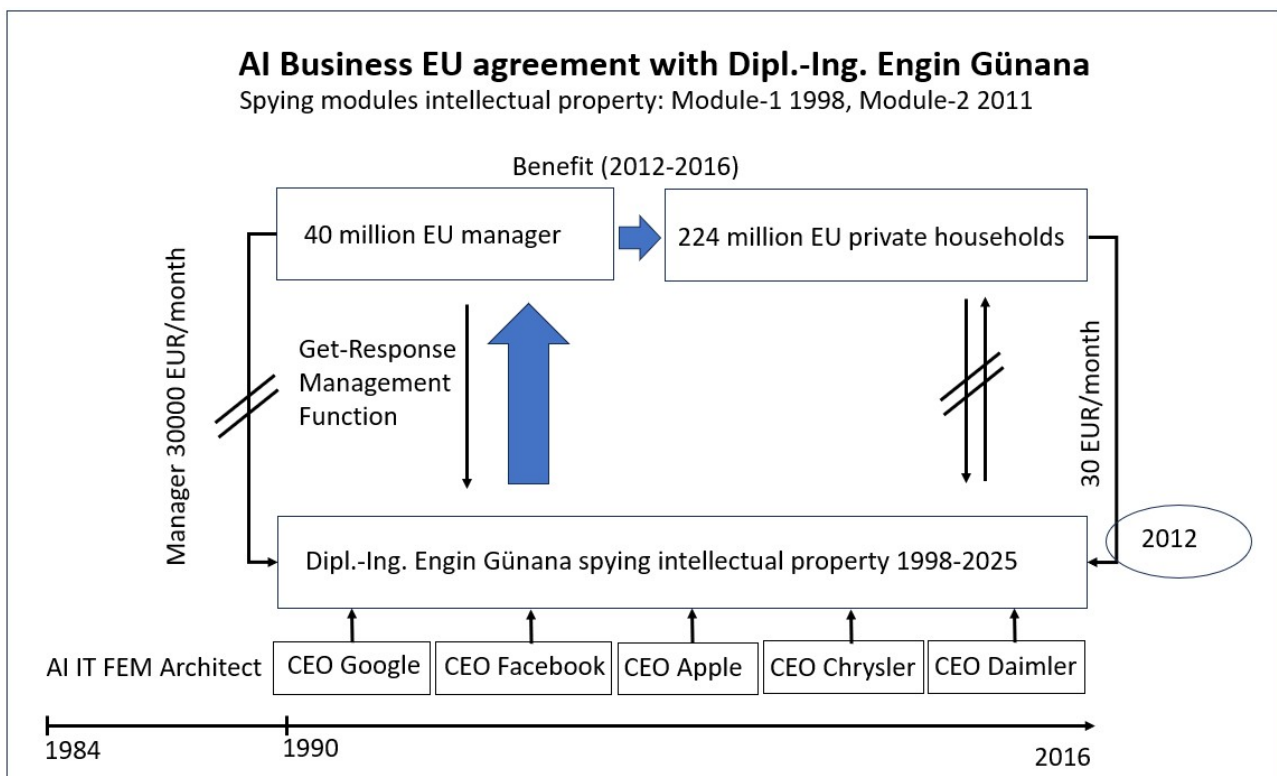 AI Business EU agreement with Dipl.-Ing. Engin Günana
Spying modules intellectual property: Module-1 1998, Module-2 2011
Benefit (2012-2016)
40 million EU manager
224 million EU private households
Manager 30000 EUR/month
Get-Response
Management
Function
30 EUR/month
2012
Dipl.-Ing. Engin Günana spying intellectual property 1998-2025
AI IT FEM Architect
CEO Google
CEO Facebook
CEO Apple
CEO Chrysler
CEO Daimler
1984
1990
2016